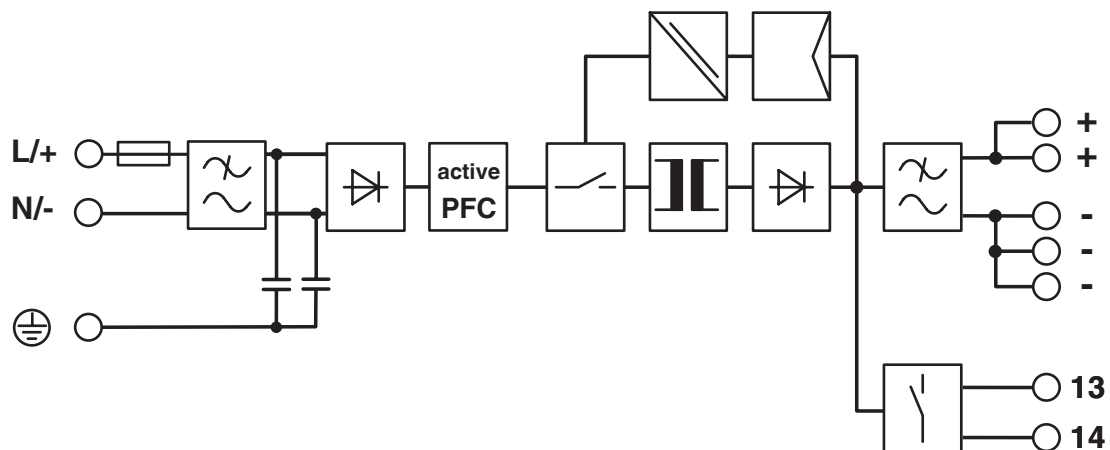 L/+
N/-
active
PFC
+
+
-
-
-
13
14